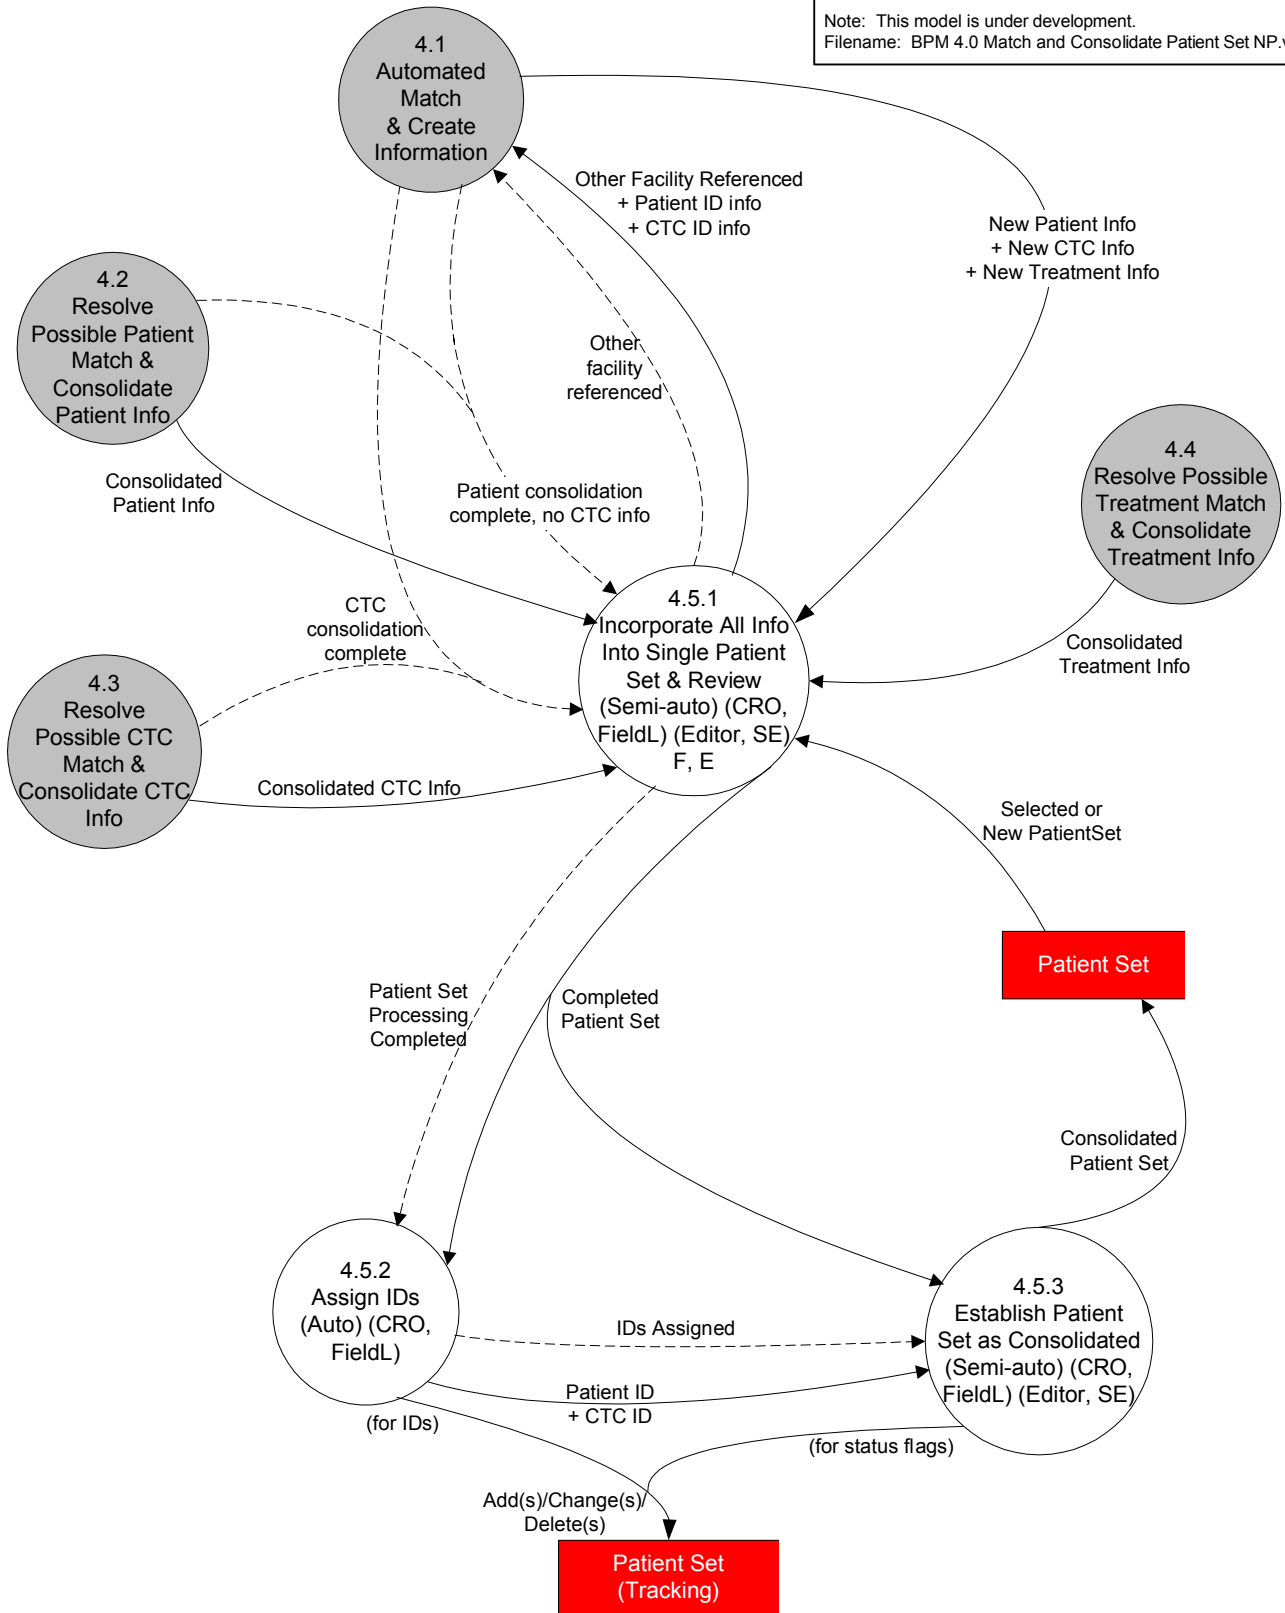 Note:  This model is under development.
Filename:  BPM 4.0 Match and Consolidate Patient Set NP.v
4.1
Automated
Match
& Create
Information
Other Facility Referenced
+ Patient ID info
+ CTC ID info
New Patient Info
+ New CTC Info
+ New Treatment Info
4.2
Resolve
Possible Patient
Match &
Consolidate
Patient Info
Other
facility
referenced
4.4
Resolve Possible
Treatment Match
& Consolidate
Treatment Info
Consolidated
Patient Info
Patient consolidation
complete, no CTC info
CTC
consolidation
complete
4.5.1
Incorporate All Info
Into Single Patient
Set & Review
(Semi-auto) (CRO,
FieldL) (Editor, SE)
F, E
Consolidated
Treatment Info
4.3
Resolve
Possible CTC
Match &
Consolidate CTC
Info
Consolidated CTC Info
Selected or
New PatientSet
Patient Set
Patient Set
Processing
Completed
Completed
Patient Set
Consolidated
Patient Set
4.5.2
Assign IDs
(Auto) (CRO,
FieldL)
IDs Assigned
4.5.3
Establish Patient
Set as Consolidated
(Semi-auto) (CRO,
FieldL) (Editor, SE)
Patient ID
+ CTC ID
(for IDs)
(for status flags)
Add(s)/Change(s)/
Delete(s)
Patient Set
(Tracking)